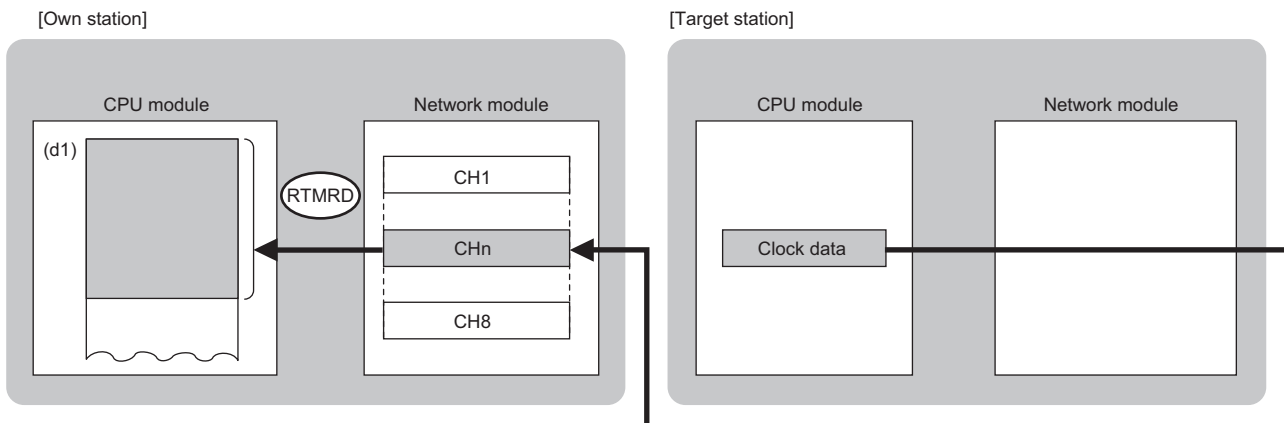 [Own station]
[Target station]
CPU module
Network module
CPU module
Network module
(d1)
CH1
RTMRD
CHn
Clock data
CH8